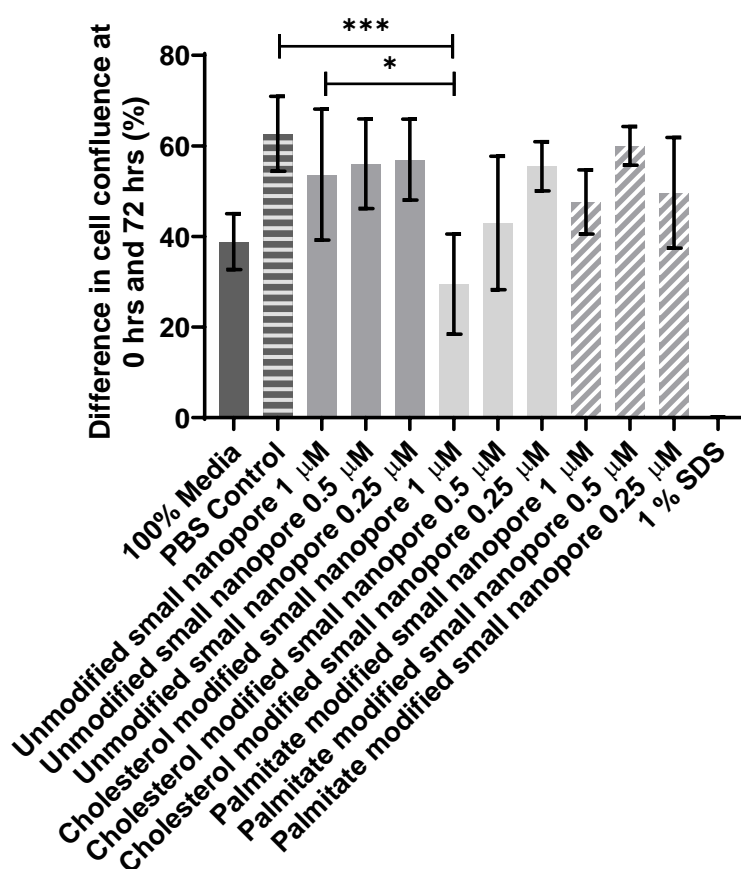 ***
*
Difference in cell confluence at
0 hrs and 72 hrs (%)
80
60
40
20
0
100% Media
PBS Control
Unmodified small nanopore 1 μM
Unmodified small nanopore 0.5 μM
Unmodified small nanopore 0.25 μM
Cholesterol modified small nanopore 1 μM
Cholesterol modified small nanopore 0.5 μM
Cholesterol modified small nanopore 0.25 μM
Palmitate modified small nanopore 1 μM
Palmitate modified small nanopore 0.5 μM
Palmitate modified small nanopore 0.25 μM
1 % SDS